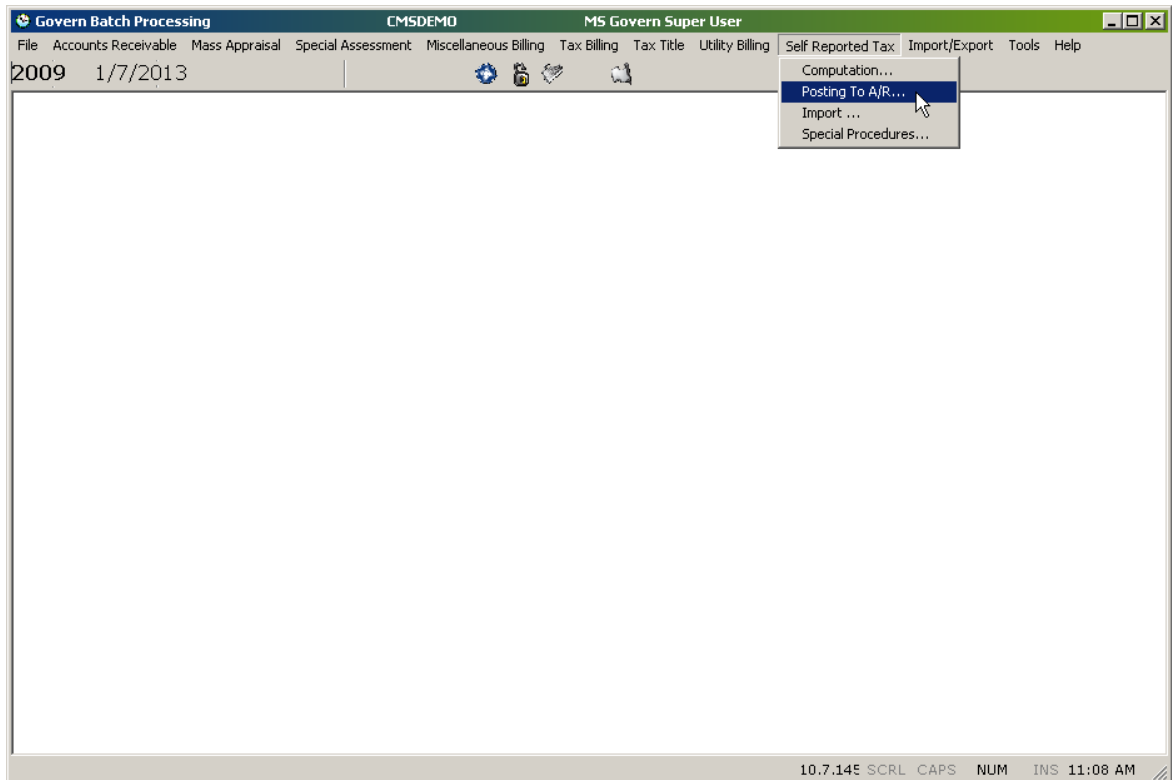 Govern Batch Processing CMSDEMO MS Govern Super User
File Accounts Receivable Mass Appraisal Special Assessment Miscellaneous Billing Tax Billing Tax Title Utility Billing Self Reported Tax Import/Export Tools Help
2009 1/7/2013
Computation...
Posting To A/R...
Import ...
Special Procedures...
10.7.145 SCRL CAPS NUM INS 11:08 AM